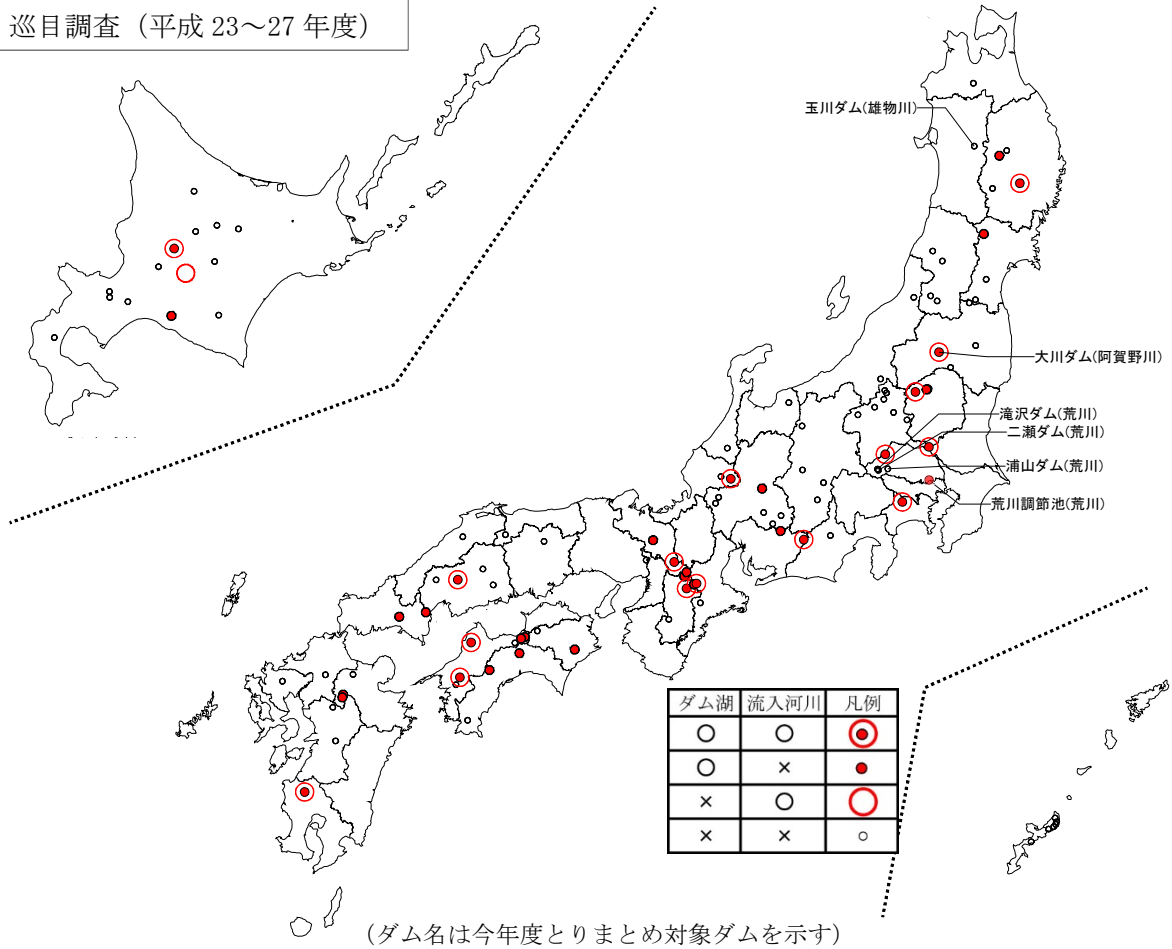 巡目調査（平成 23～27 年度）
玉川ダム(雄物川)
大川ダム(阿賀野川)
滝沢ダム(荒川)
二瀬ダム(荒川)
浦山ダム(荒川)
荒川調節池(荒川)
ダム湖 流入河川 凡例
○ ○
○ ×
× ○
× ×
（ダム名は今年度とりまとめ対象ダムを示す）